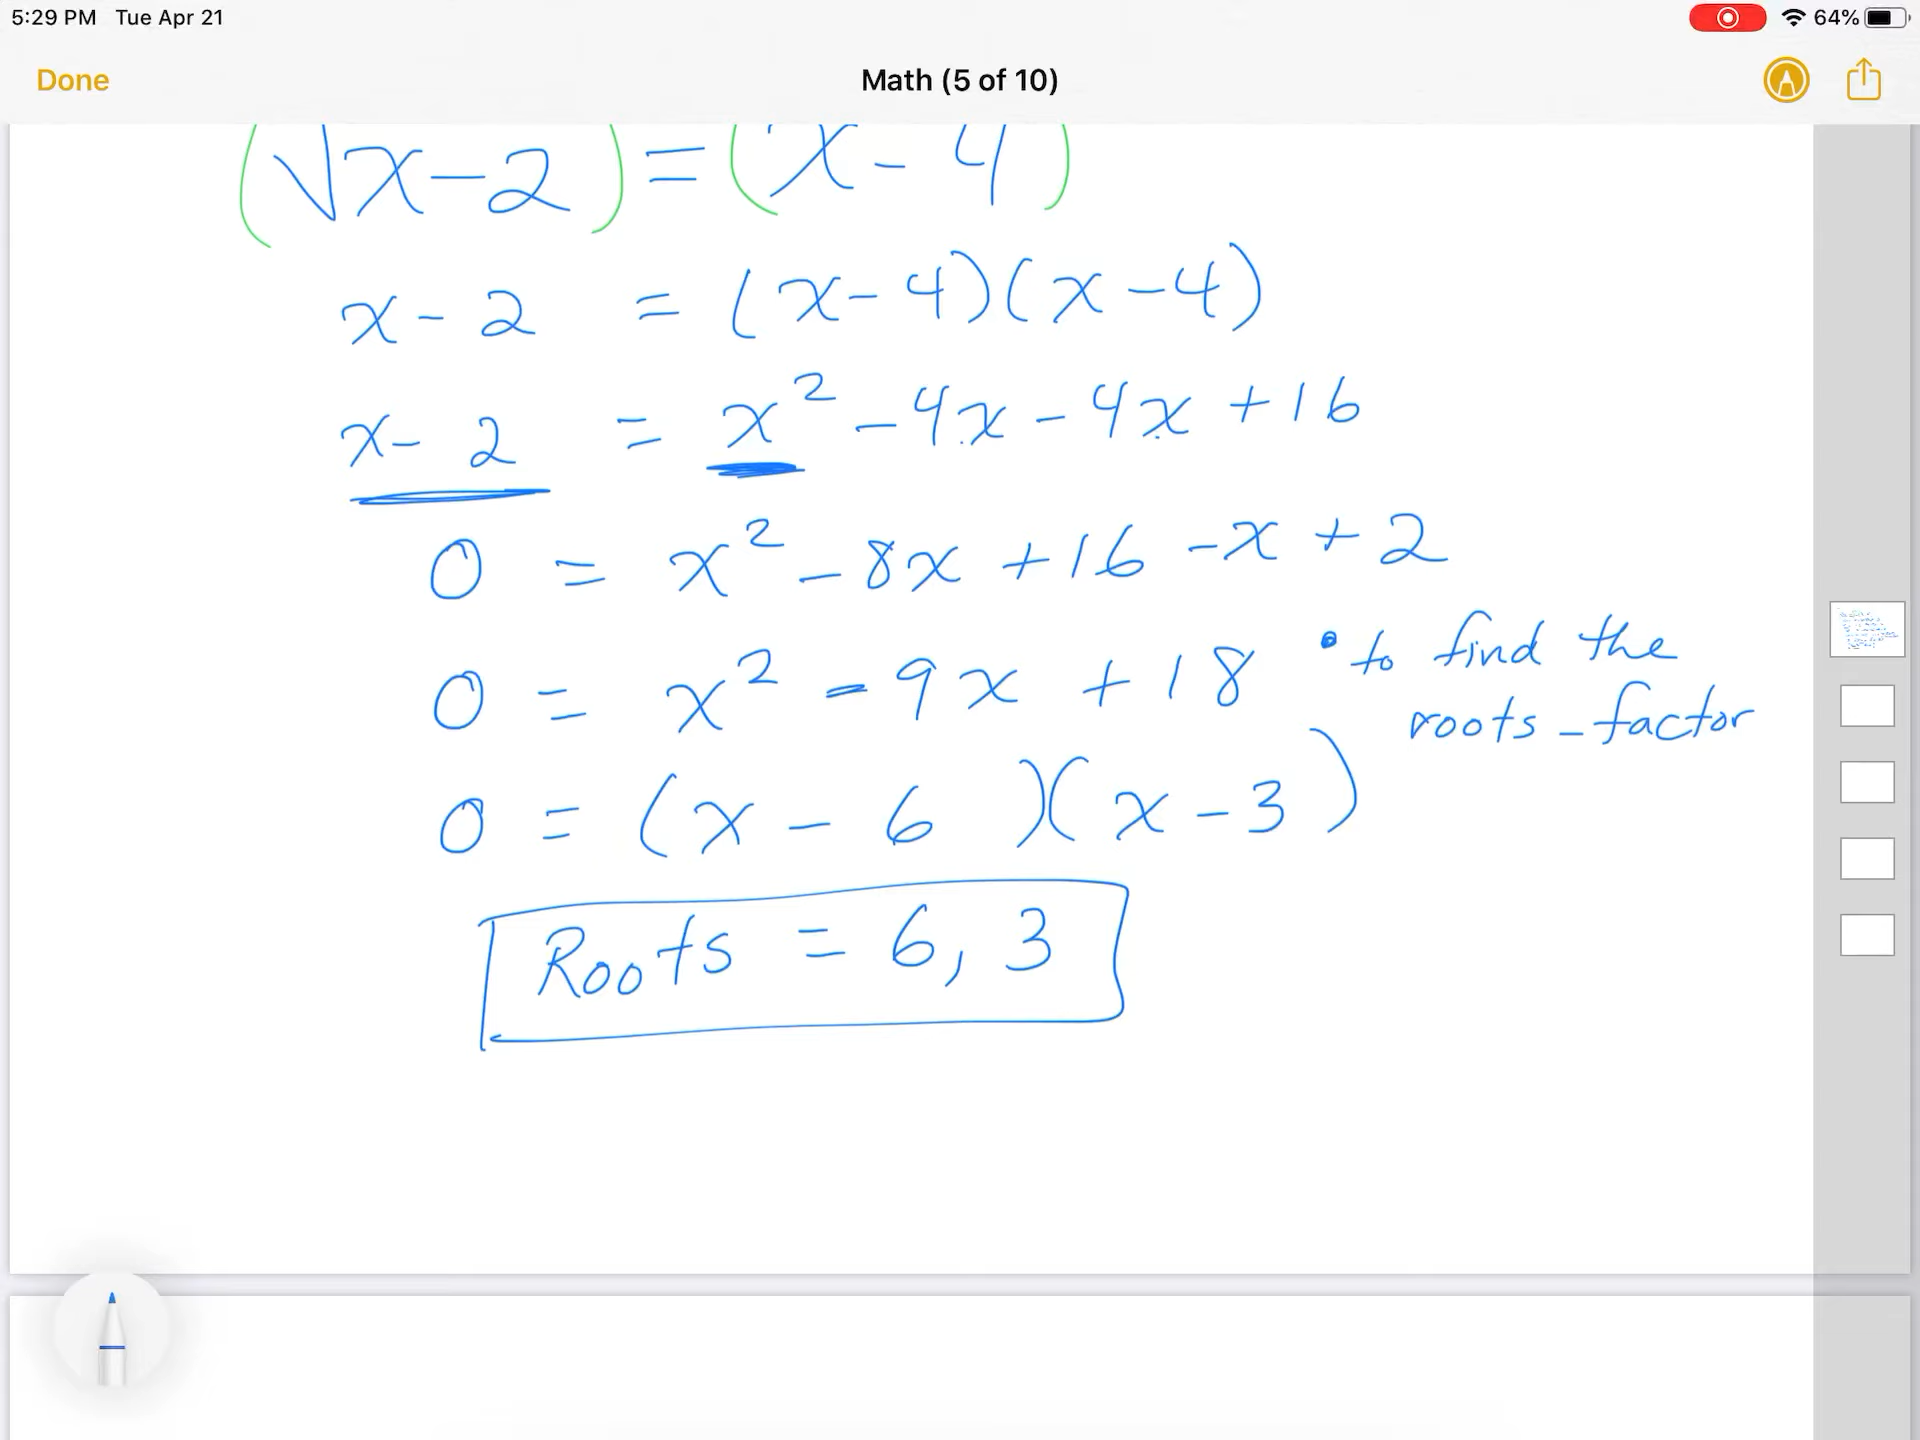 5:29 PM Tue Apr 21
64%
Done
Math (5 of 10)
(√x-2) = (x-4)
x-2 = (x-4)(x-4)
x-2 = x² -4x -4x +16
0 = x² -8x +16 -x +2
0 = x² -9x +18
• to find the
roots - factor
0 = (x-6)(x-3)
Roots = 6, 3